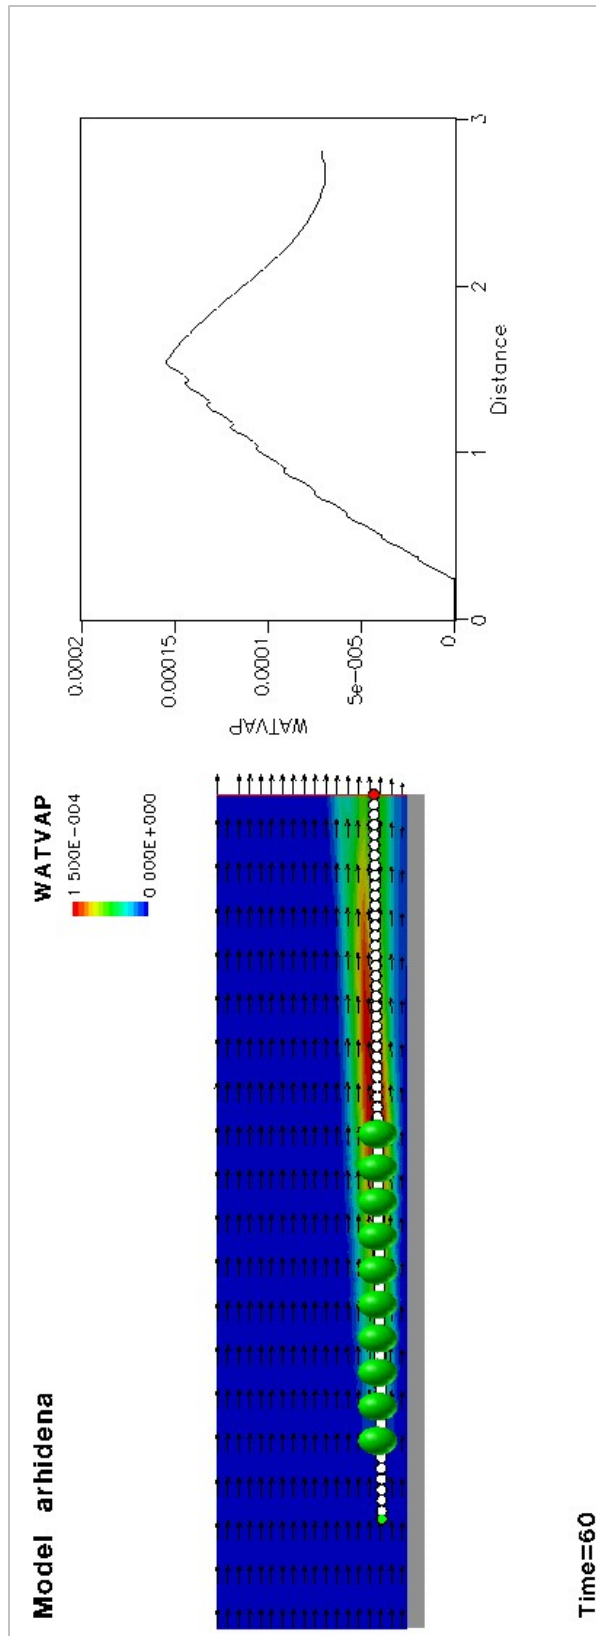 Model arhidena
WATVAP
1 500E-004
0 000E+000
Time=60
WATVAP
0.0002
0.00015
0.0001
5e-005
0
0
1
2
3
Distance